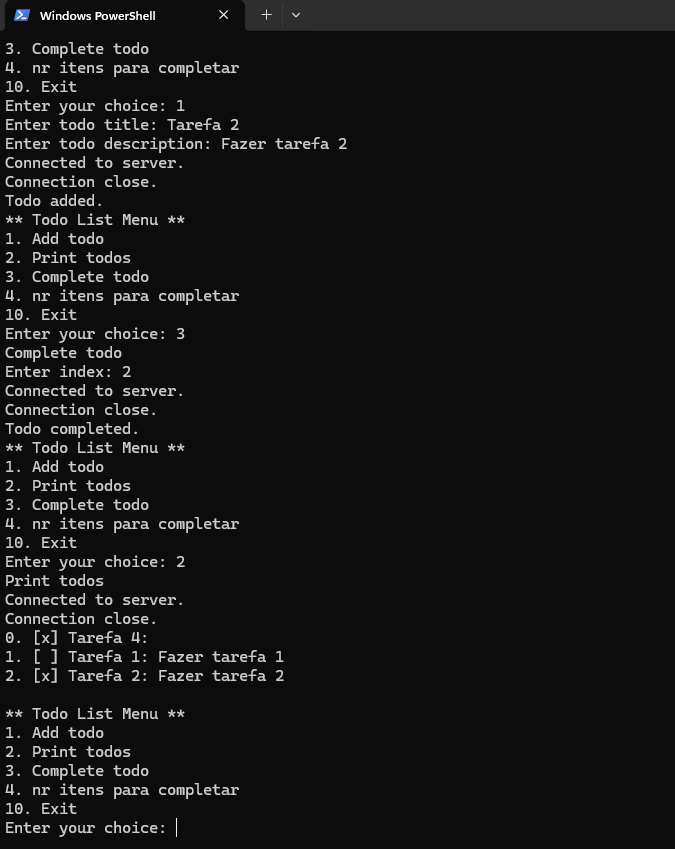 Windows PowerShell
3. Complete todo
4. nr itens para completar
10. Exit
Enter your choice: 1
Enter todo title: Tarefa 2
Enter todo description: Fazer tarefa 2
Connected to server.
Connection close.
Todo added.
** Todo List Menu **
1. Add todo
2. Print todos
3. Complete todo
4. nr itens para completar
10. Exit
Enter your choice: 3
Complete todo
Enter index: 2
Connected to server.
Connection close.
Todo completed.
** Todo List Menu **
1. Add todo
2. Print todos
3. Complete todo
4. nr itens para completar
10. Exit
Enter your choice: 2
Print todos
Connected to server.
Connection close.
0. [x] Tarefa 4:
1. [ ] Tarefa 1: Fazer tarefa 1
2. [x] Tarefa 2: Fazer tarefa 2
** Todo List Menu **
1. Add todo
2. Print todos
3. Complete todo
4. nr itens para completar
10. Exit
Enter your choice: